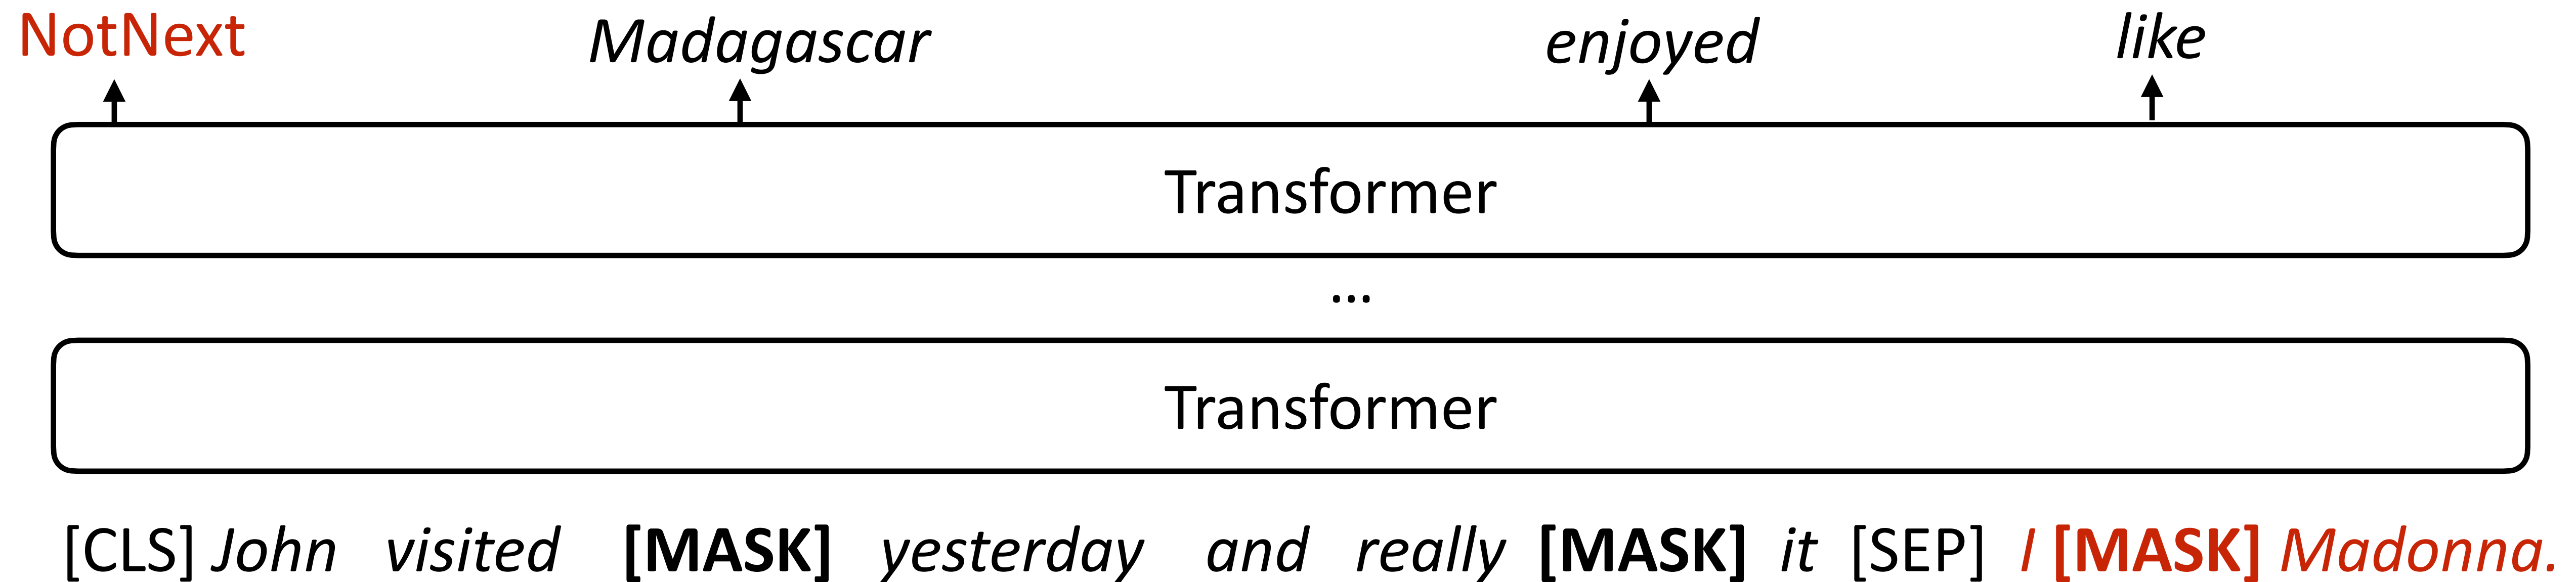 NotNext Madagascar enjoyed like
Transformer
...
Transformer
[CLS] John visited [MASK] yesterday and really [MASK] it [SEP] I [MASK] Madonna.